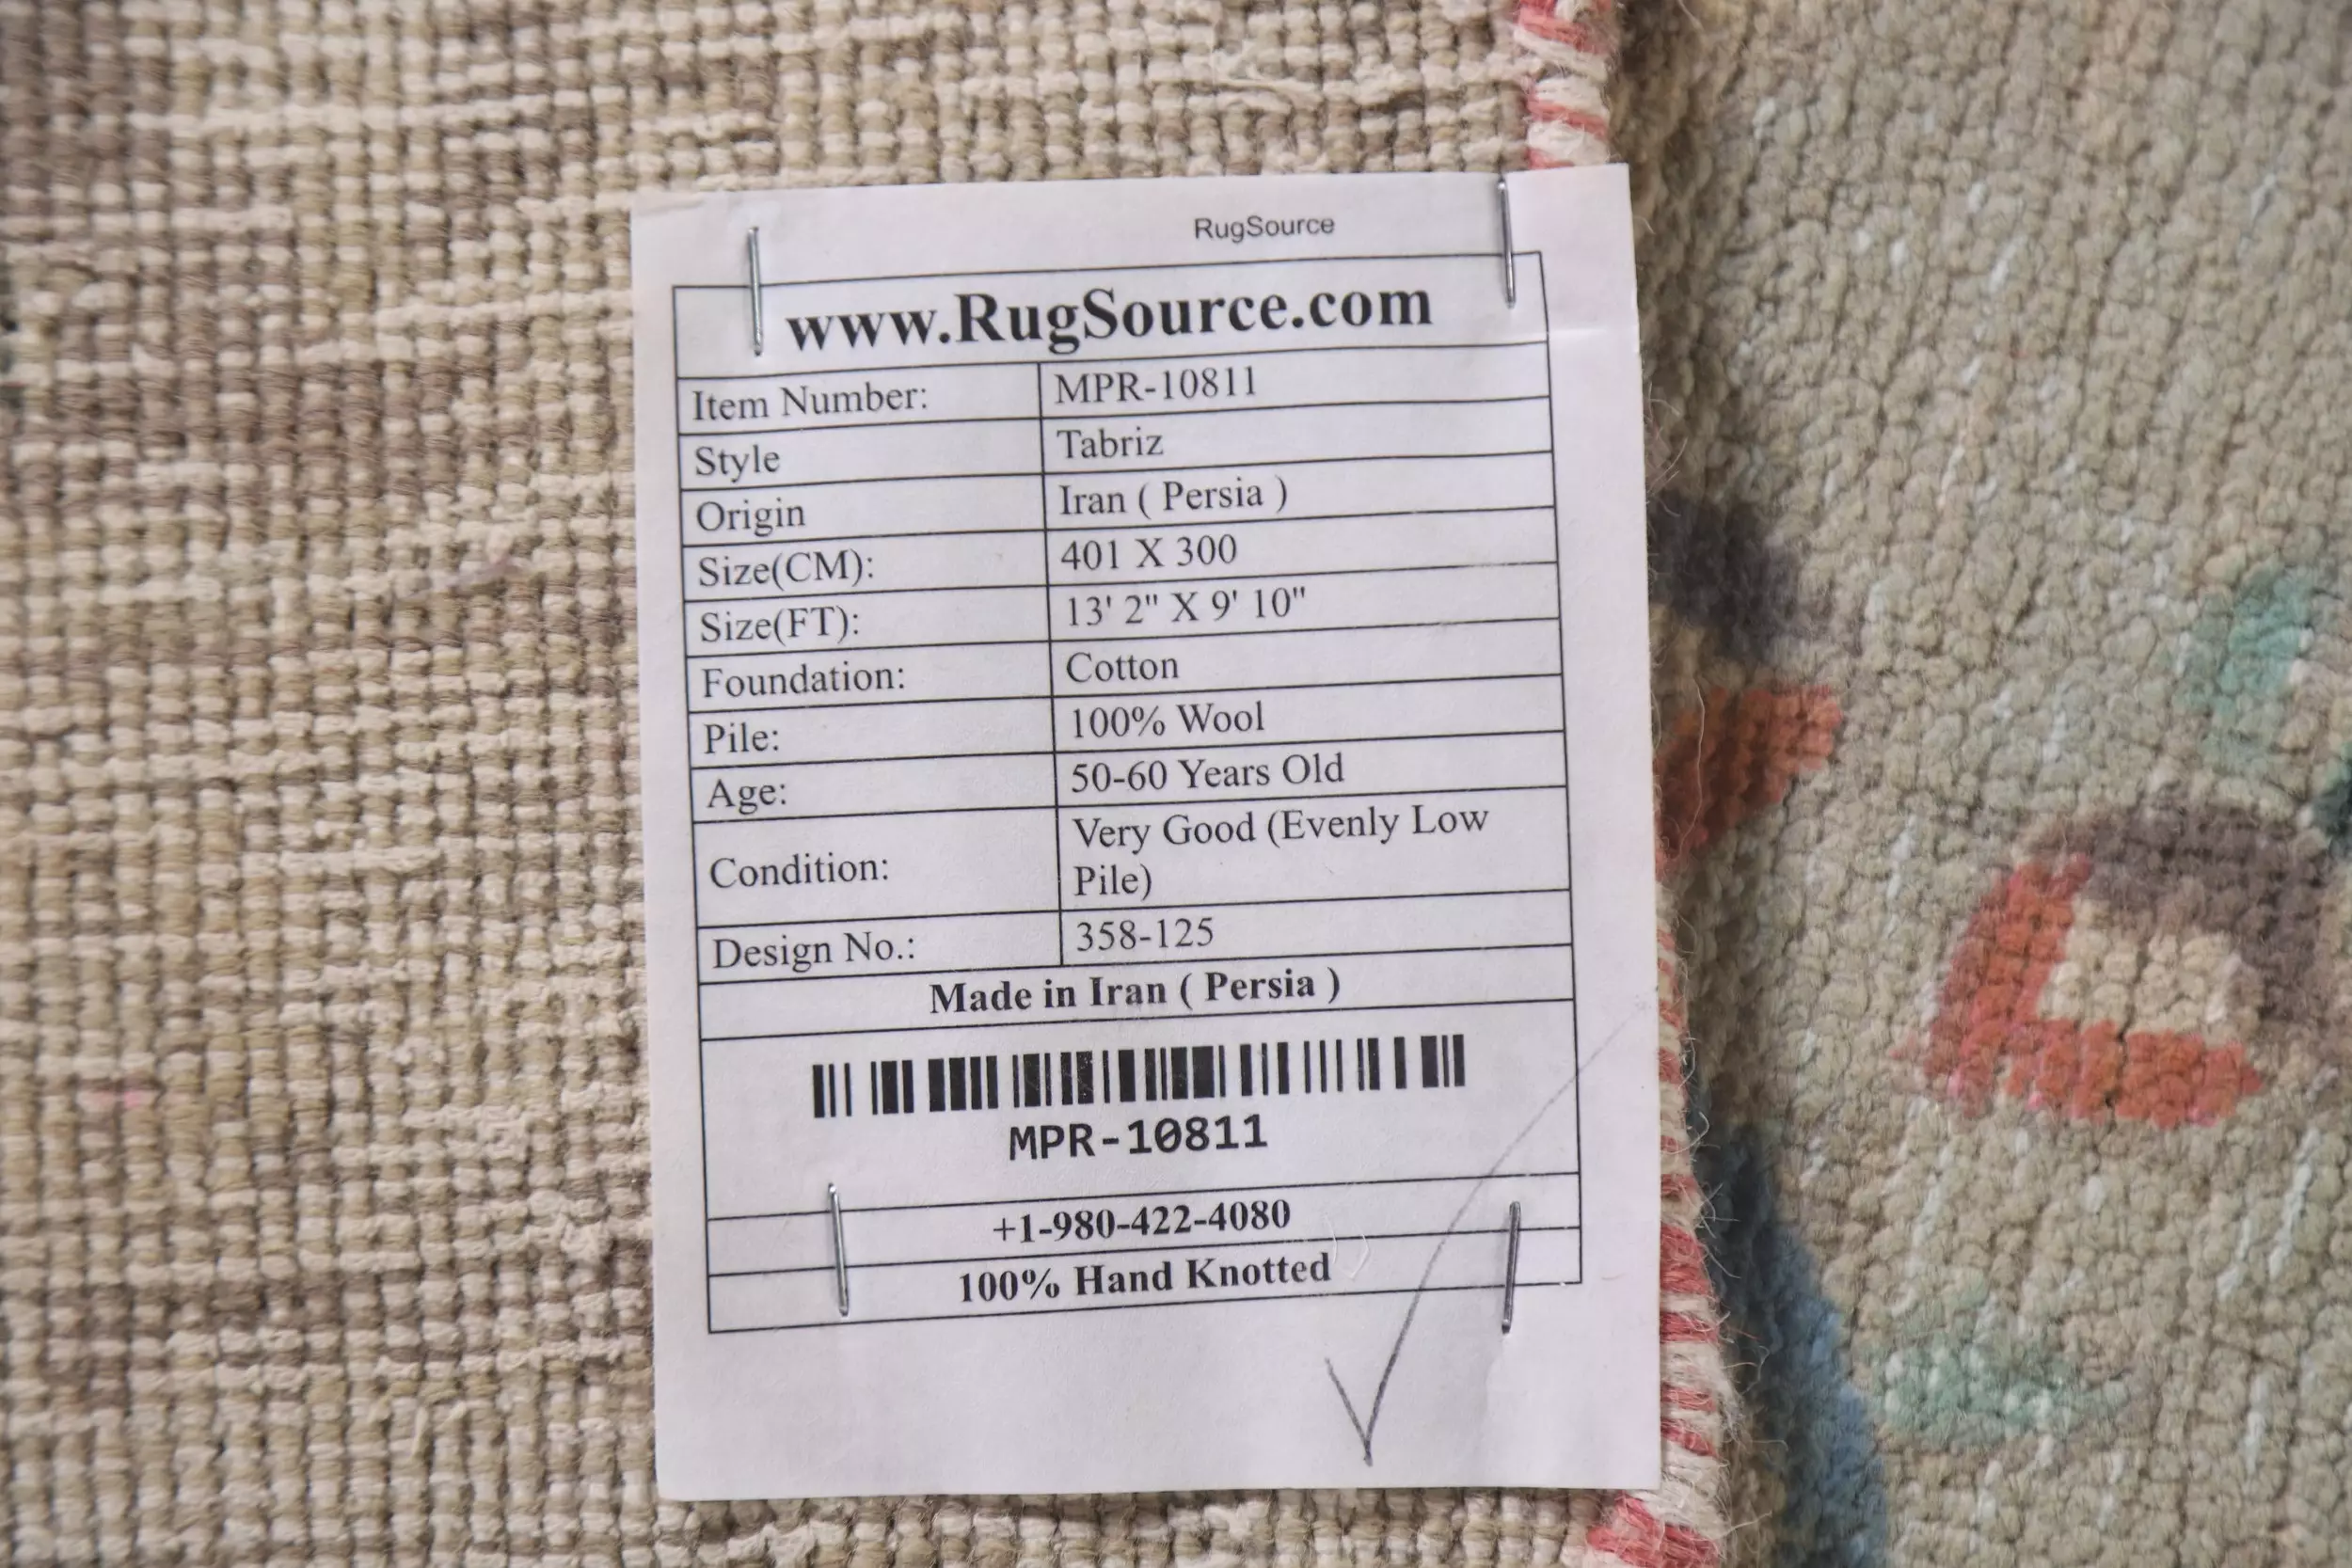 RugSource
www.RugSource.com
Item Number: MPR-10811
Style Tabriz
Origin Iran ( Persia )
Size(CM): 401 X 300
Size(FT): 13' 2" X 9' 10"
Foundation: Cotton
Pile: 100% Wool
Age: 50-60 Years Old
Condition: Very Good (Evenly Low
Pile)
Design No.: 358-125
Made in Iran ( Persia )
MPR-10811
+1-980-422-4080
100% Hand Knotted